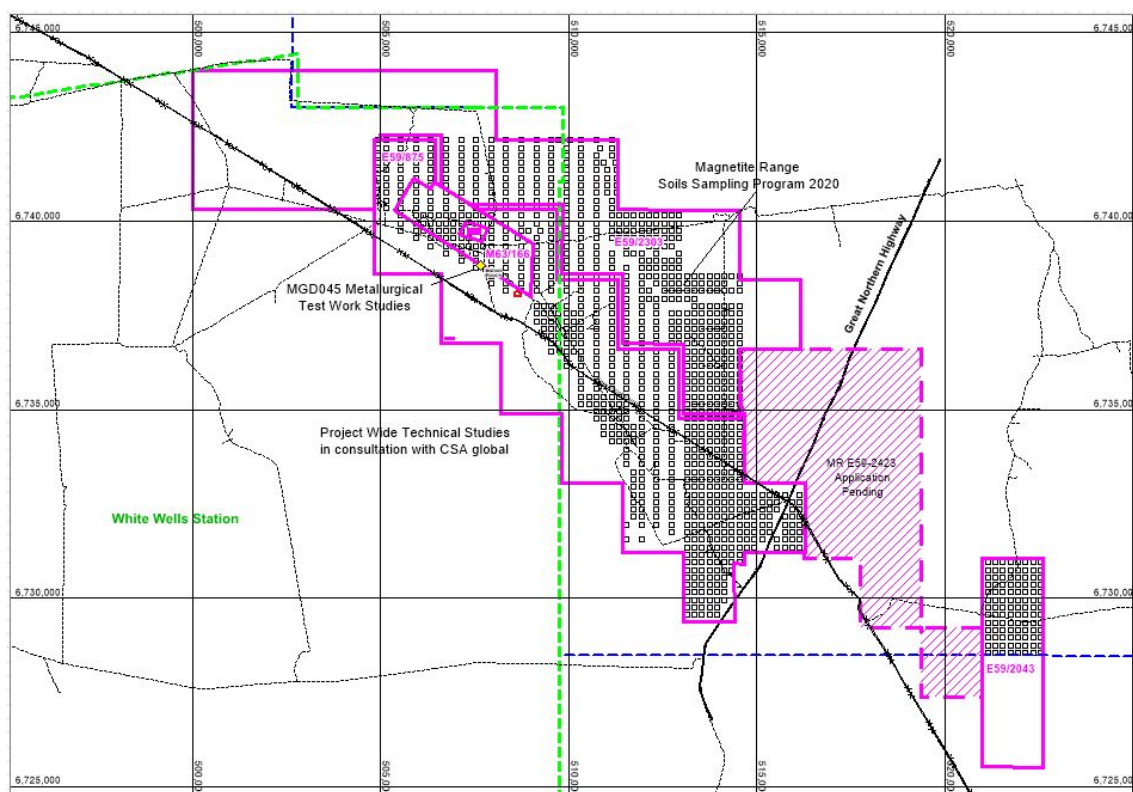 6,745,000
500,000
505,000
510,000
515,000
520,000
6,745,00
E59/875
Magnetite Range
Soils Sampling Program 2020
6,740,000
6,740,00
E59/2303
M63/166
MGD045 Metallurgical
Test Work Studies
Great Northern Highway
6,735,000
6,735,00
Project Wide Technical Studies
in consultation with CSA global
MR E59-2423
Application
Pending
White Wells Station
6,730,000
6,730,00
E59/2043
6,725,000
500,000
505,000
510,000
515,000
520,000
6,725,00